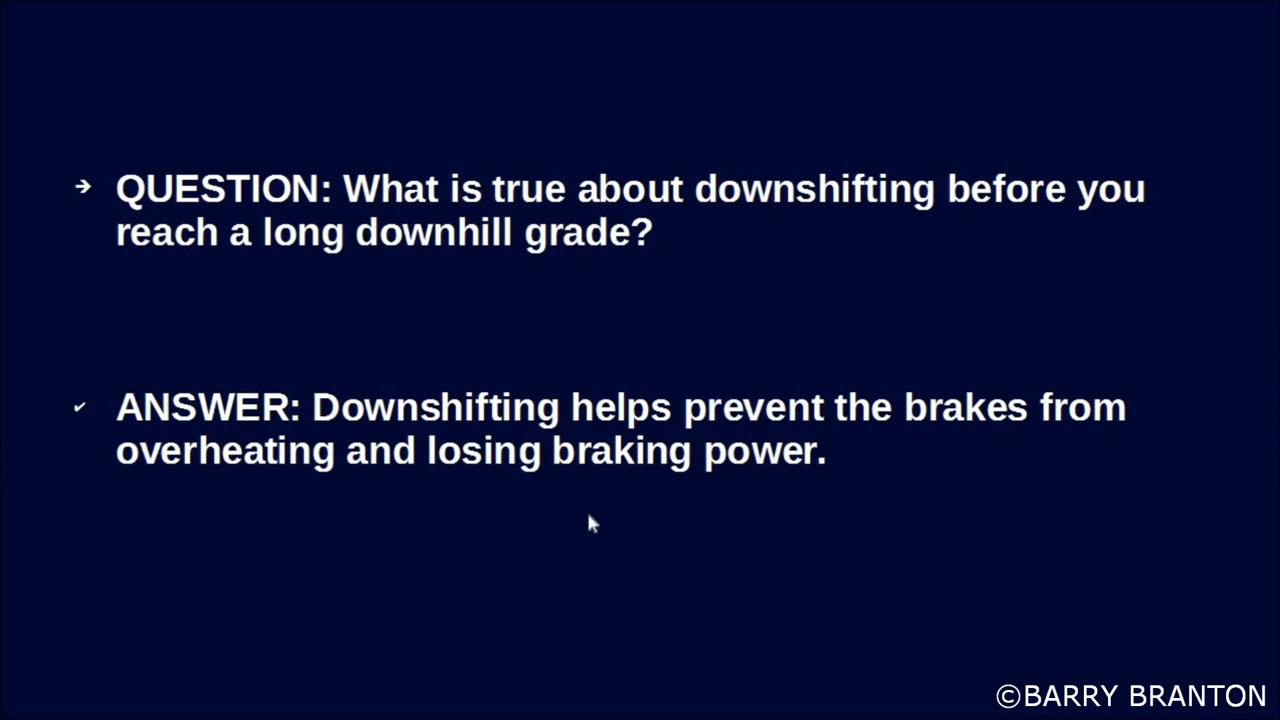 ➔ QUESTION: What is true about downshifting before you
reach a long downhill grade?
✔ ANSWER: Downshifting helps prevent the brakes from
overheating and losing braking power.
©BARRY BRANTON